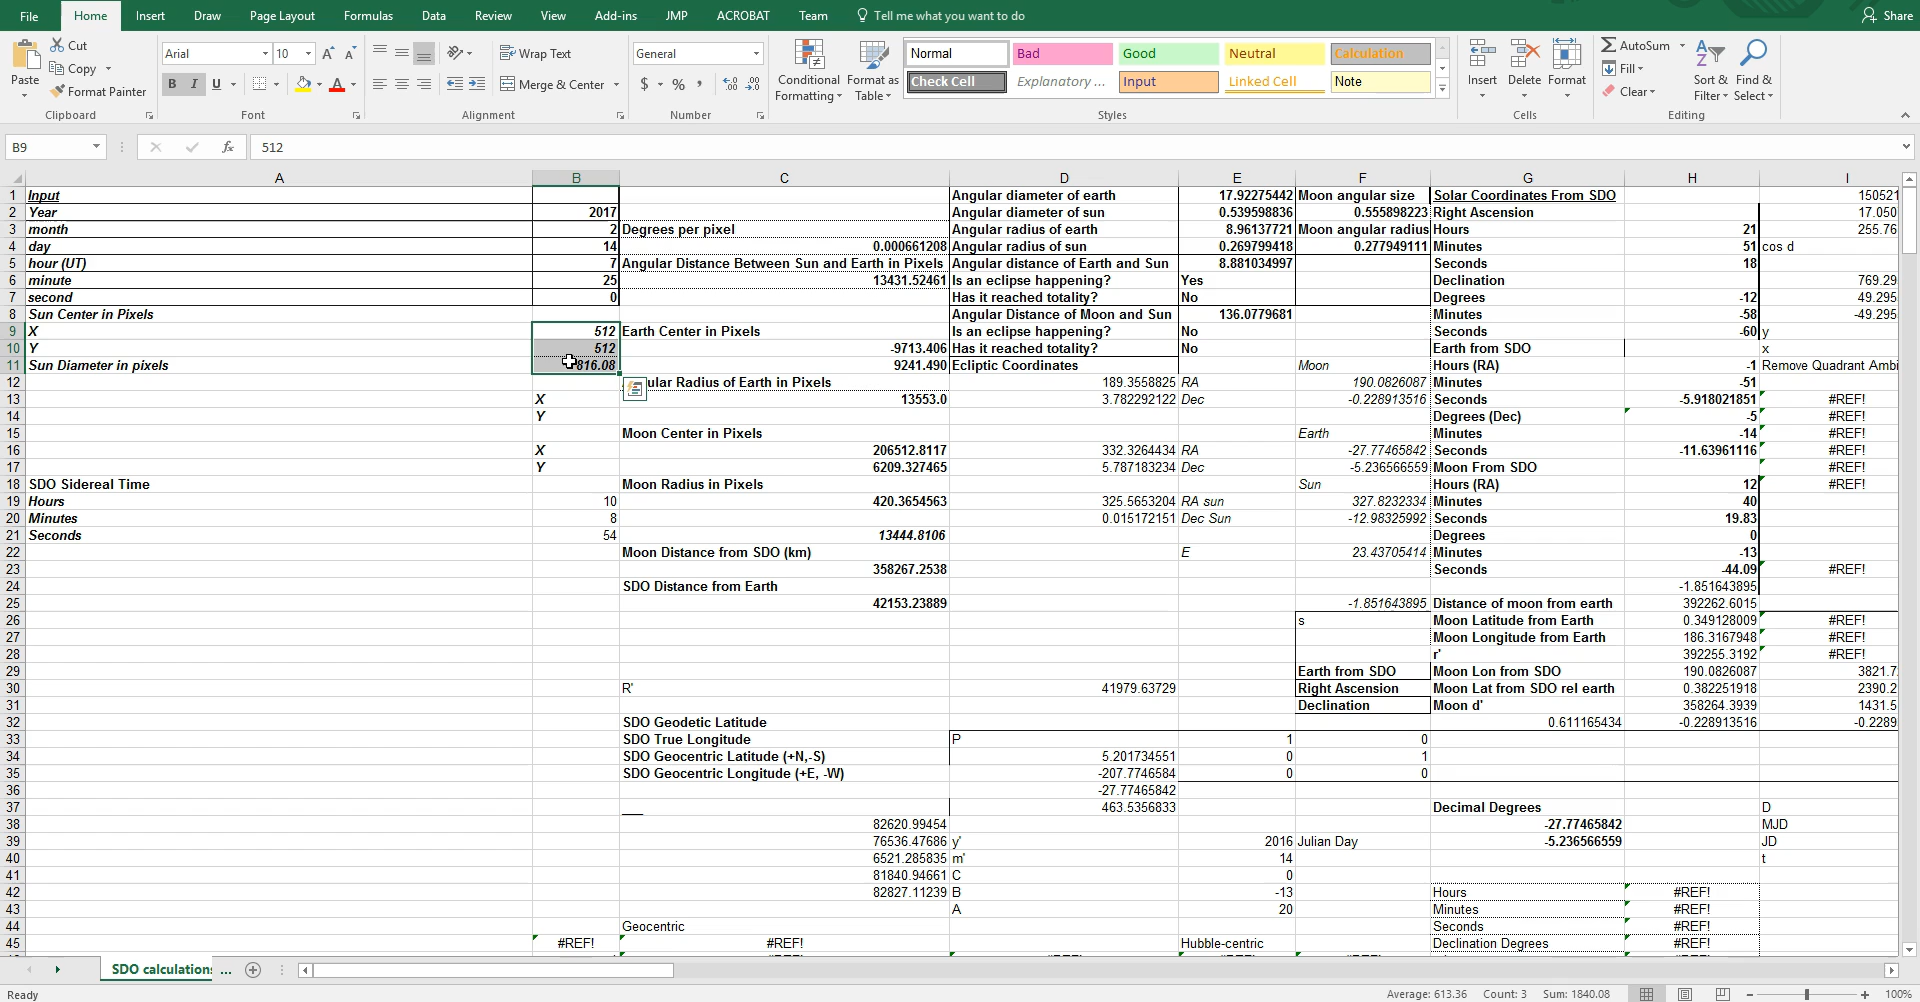 File Home Insert Draw Page Layout Formulas Data Review View Add-ins JMP ACROBAT Team Tell me what you want to do Share
Paste Cut Copy Format Painter Clipboard
Arial 10 A A B I U A Font
Wrap Text Merge & Center Alignment
General $ % , Number
Conditional Formatting Format as Table
Normal Bad Good Neutral Calculation
Check Cell Explanatory ... Input Linked Cell Note
Styles
Insert Delete Format Cells
AutoSum Fill Clear Sort & Filter Find & Select Editing
B9 fx 512
A B C D E F G H I
1 Input Angular diameter of earth 17.92275442 Moon angular size Solar Coordinates From SDO 150521
2 Year 2017 Angular diameter of sun 0.539598836 0.555898223 Right Ascension 17.050
3 month 2 Degrees per pixel Angular radius of earth 8.96137721 Moon angular radius Hours 21 255.76
4 day 14 0.000661208 Angular radius of sun 0.269799418 0.277949111 Minutes 51 cos d
5 hour (UT) 7 Angular Distance Between Sun and Earth in Pixels Angular distance of Earth and Sun 8.881034997 Seconds 18
6 minute 25 13431.52461 Is an eclipse happening? Yes Declination 769.29
7 second 0 Has it reached totality? No Degrees -12 49.295
8 Sun Center in Pixels Angular Distance of Moon and Sun 136.0779681 Minutes -58 -49.295
9 X 512 Earth Center in Pixels Is an eclipse happening? No Seconds -60 y
10 Y 512 -9713.406 Has it reached totality? No Earth from SDO x
11 Sun Diameter in pixels 816.08 9241.490 Ecliptic Coordinates Moon Hours (RA) -1 Remove Quadrant Ambi
12 ular Radius of Earth in Pixels 189.3558825 RA 190.0826087 Minutes -51
13 X 13553.0 3.782292122 Dec -0.228913516 Seconds -5.918021851 #REF!
14 Y Degrees (Dec) -5 #REF!
15 Moon Center in Pixels Earth Minutes -14 #REF!
16 X 206512.8117 332.3264434 RA -27.77465842 Seconds -11.63961116 #REF!
17 Y 6209.327465 5.787183234 Dec -5.236566559 Moon From SDO #REF!
18 SDO Sidereal Time Moon Radius in Pixels Sun Hours (RA) 12 #REF!
19 Hours 10 420.3654563 325.5653204 RA sun 327.8232334 Minutes 40
20 Minutes 8 0.015172151 Dec Sun -12.98325992 Seconds 19.83
21 Seconds 54 13444.8106 Degrees 0
22 Moon Distance from SDO (km) E 23.43705414 Minutes -13
23 358267.2538 Seconds -44.09 #REF!
24 SDO Distance from Earth -1.851643895
25 42153.23889 -1.851643895 Distance of moon from earth 392262.6015
26 s Moon Latitude from Earth 0.349128009 #REF!
27 Moon Longitude from Earth 186.3167948 #REF!
28 r' 392255.3192 #REF!
29 Earth from SDO Moon Lon from SDO 190.0826087 3821.7
30 R' 41979.63729 Right Ascension Moon Lat from SDO rel earth 0.382251918 2390.2
31 Declination Moon d' 358264.3939 1431.5
32 SDO Geodetic Latitude 0.611165434 -0.228913516 -0.2289
33 SDO True Longitude P 1 0
34 SDO Geocentric Latitude (+N,-S) 5.201734551 0 1
35 SDO Geocentric Longitude (+E, -W) -207.7746584 0 0
36 -27.77465842
37 463.5356833 Decimal Degrees D
38 82620.99454 -27.77465842 MJD
39 76536.47686 y' 2016 Julian Day -5.236566559 JD
40 6521.285835 m' 14 t
41 81840.94661 C 0
42 82827.11239 B -13 Hours #REF!
43 A 20 Minutes #REF!
44 Geocentric Seconds #REF!
45 #REF! #REF! Hubble-centric Declination Degrees #REF!
SDO calculations ...
Ready Average: 613.36 Count: 3 Sum: 1840.08 100%